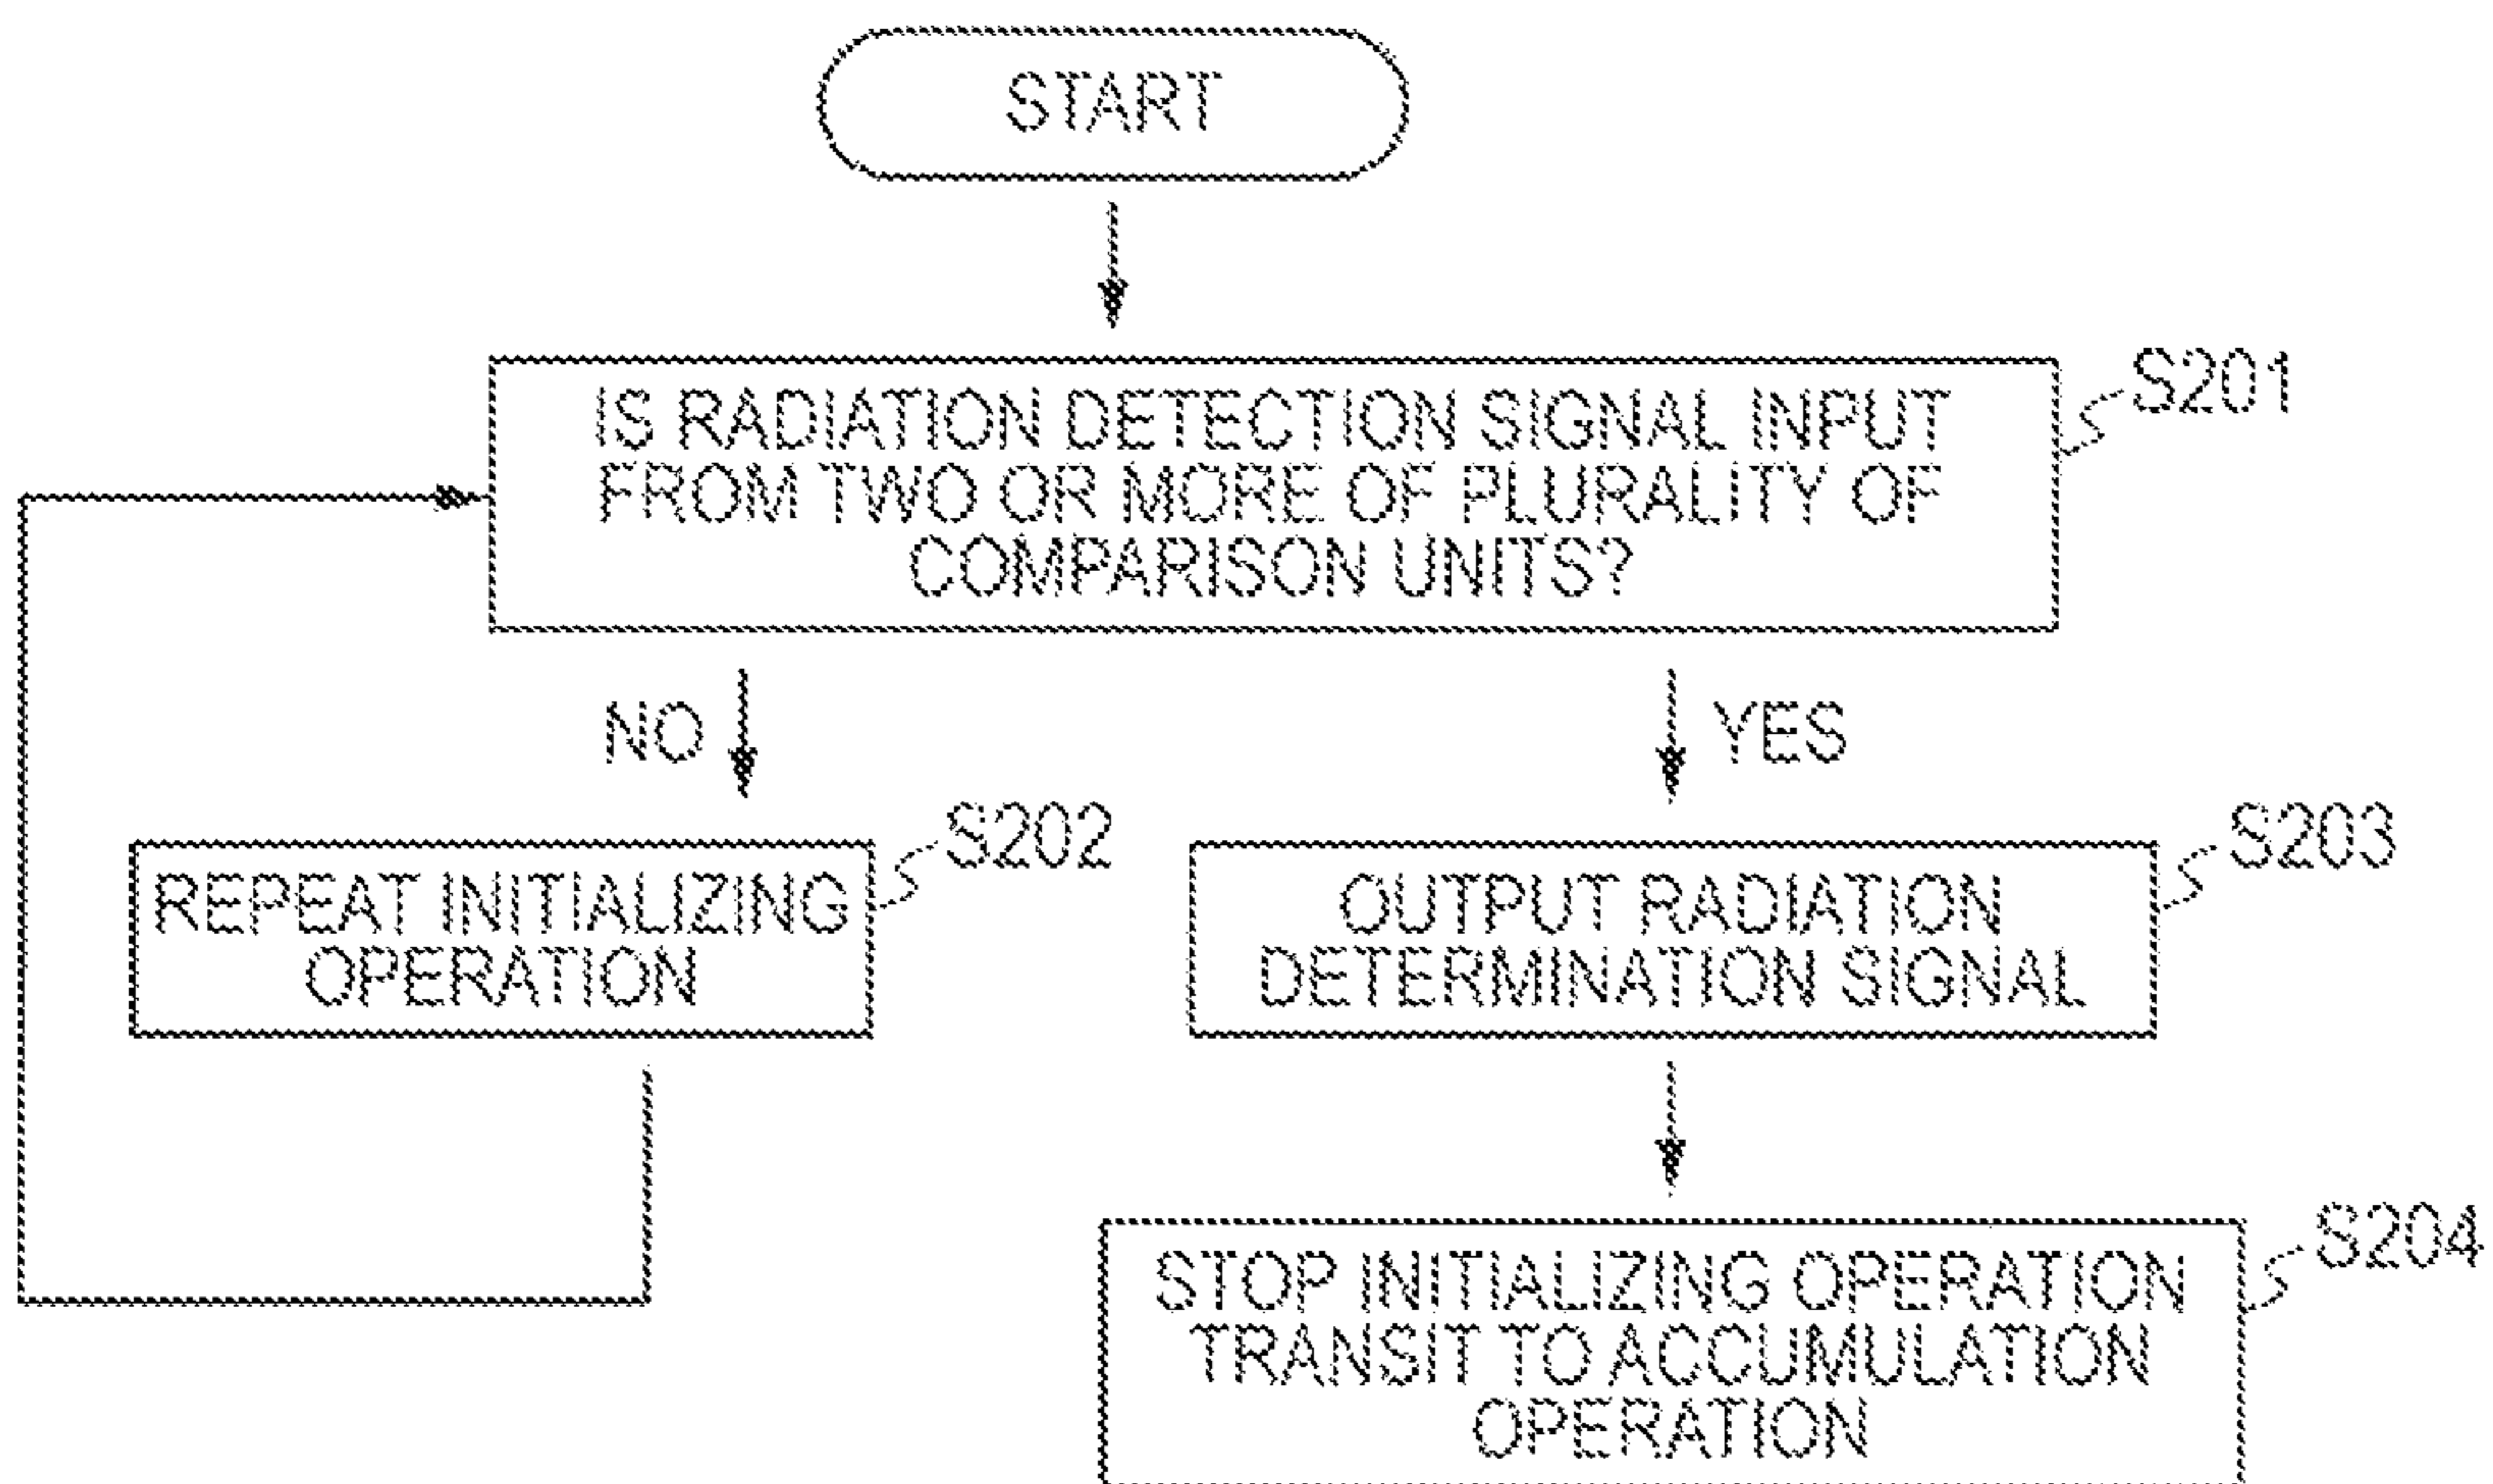 START
S201
IS RADIATION DETECTION SIGNAL INPUT
FROM TWO OR MORE OF PLURALITY OF
COMPARISON UNITS?
NO
YES
S202
REPEAT INITIALIZING
OPERATION
S203
OUTPUT RADIATION
DETERMINATION SIGNAL
S204
STOP INITIALIZING OPERATION
TRANSIT TO ACCUMULATION
OPERATION